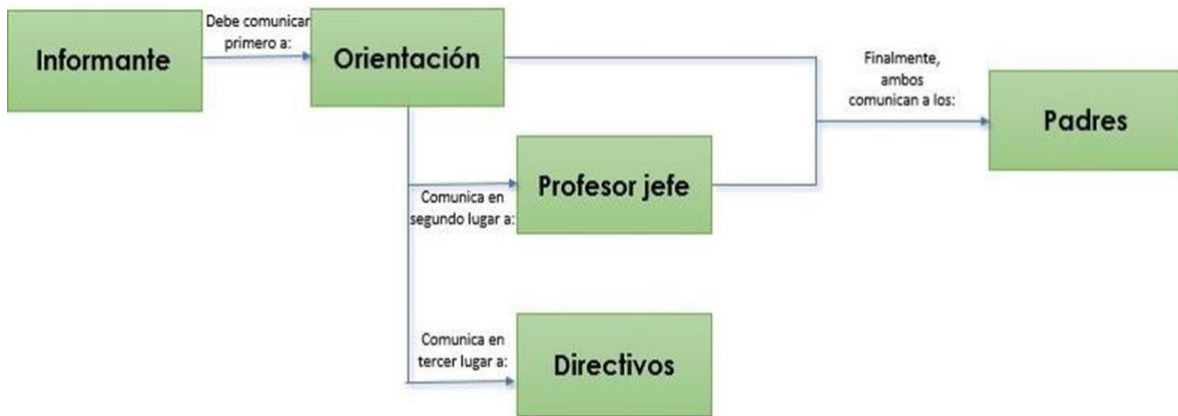 Informante
Debe comunicar
primero a:
Orientación
Comunica en
segundo lugar a:
Profesor jefe
Comunica en
tercer lugar a:
Directivos
Finalmente,
ambos
comunican a los:
Padres